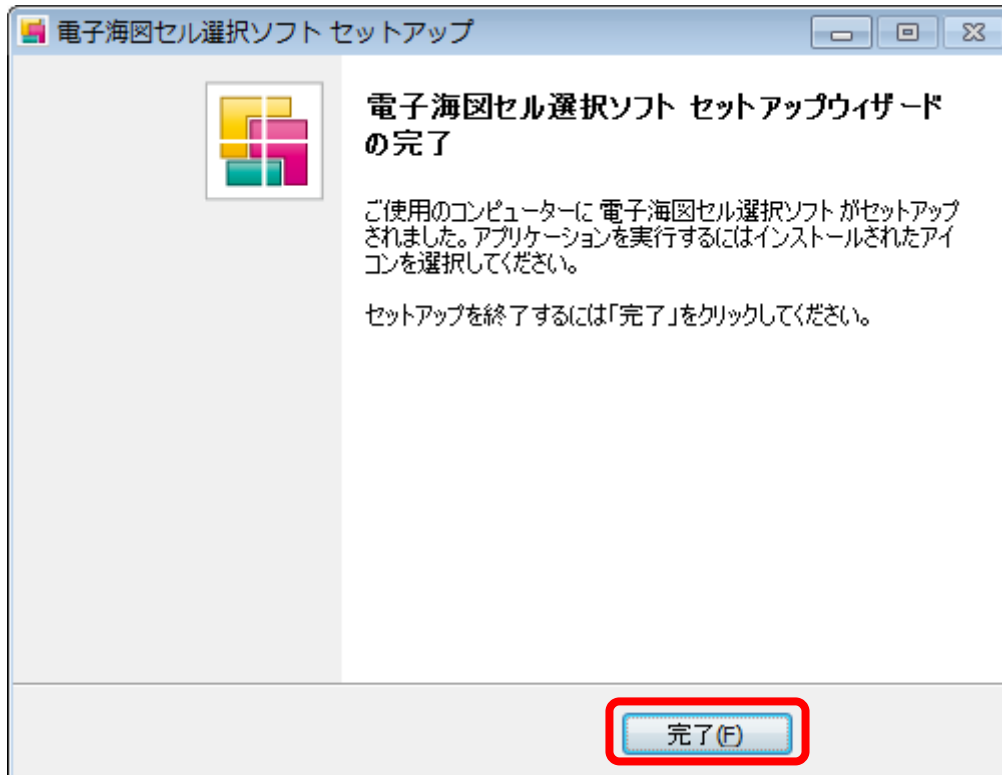 電子海図セル選択ソフト セットアップ
電子海図セル選択ソフト セットアップウィザード
の完了
ご使用のコンピューターに 電子海図セル選択ソフト がセットアップ
されました。アプリケーションを実行するにはインストールされたアイ
コンを選択してください。
セットアップを終了するには「完了」をクリックしてください。
完了(F)